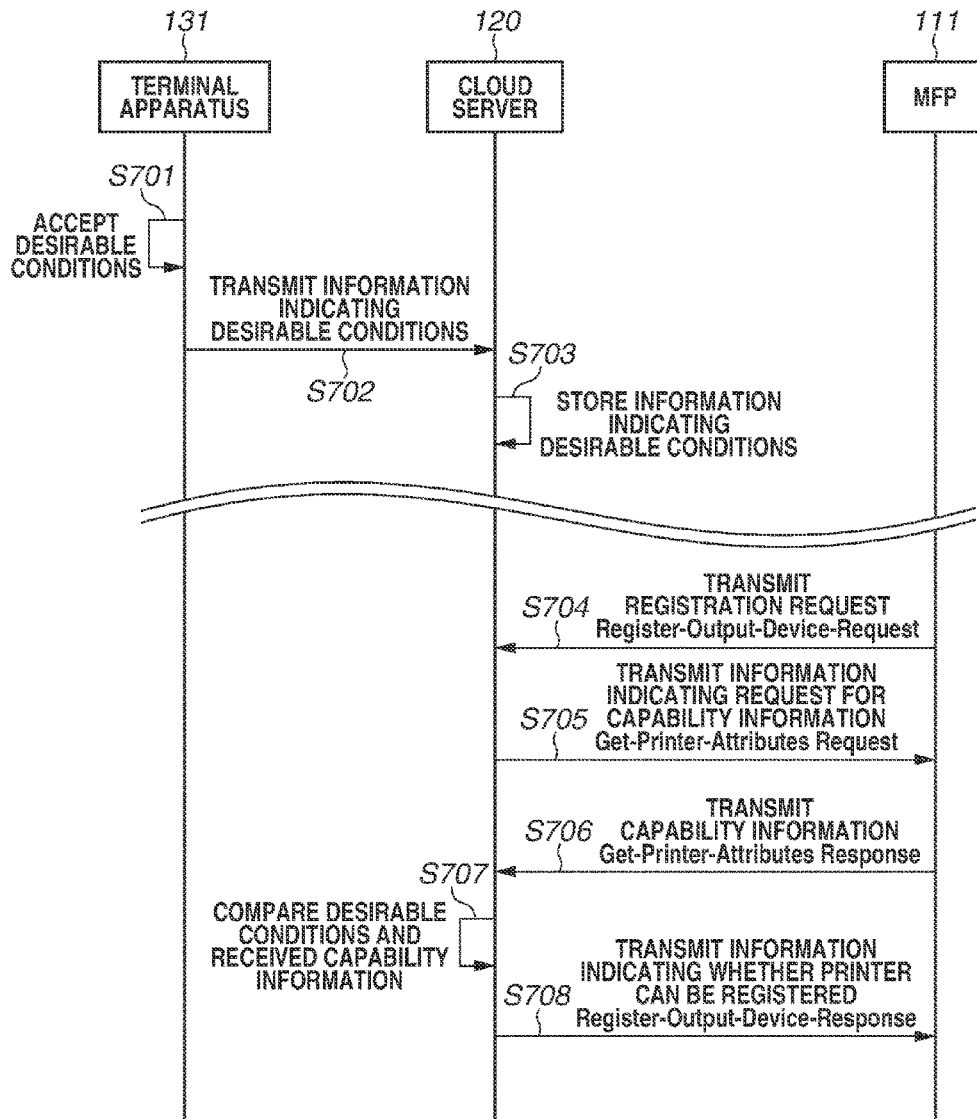 131
120
111
TERMINAL
APPARATUS
CLOUD
SERVER
MFP
S701
ACCEPT
DESIRABLE
CONDITIONS
TRANSMIT INFORMATION
INDICATING
DESIRABLE CONDITIONS
S702
S703
STORE INFORMATION
INDICATING
DESIRABLE CONDITIONS
TRANSMIT
REGISTRATION REQUEST
S704
Register-Output-Device-Request
TRANSMIT INFORMATION
INDICATING REQUEST FOR
CAPABILITY INFORMATION
S705
Get-Printer-Attributes Request
TRANSMIT
CAPABILITY INFORMATION
S706
Get-Printer-Attributes Response
S707
COMPARE DESIRABLE
CONDITIONS AND
RECEIVED CAPABILITY
INFORMATION
TRANSMIT INFORMATION
INDICATING WHETHER PRINTER
CAN BE REGISTERED
S708
Register-Output-Device-Response